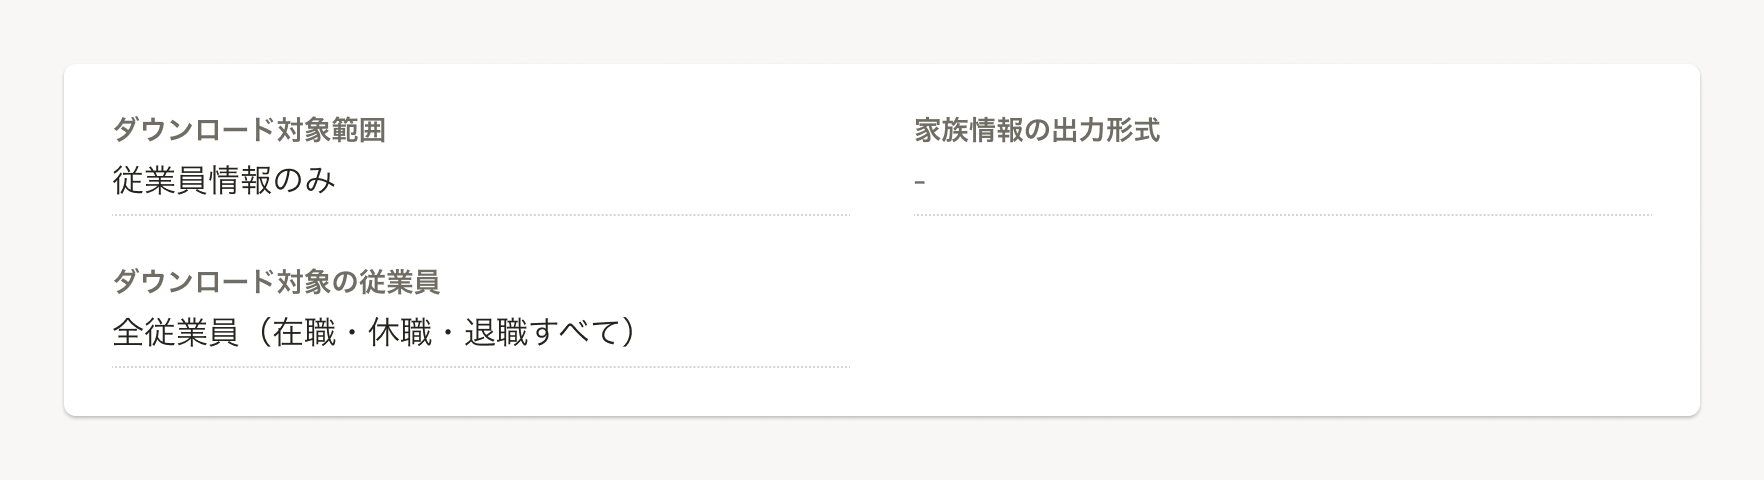 ダウンロード対象範囲
従業員情報のみ
家族情報の出力形式
-
ダウンロード対象の従業員
全従業員（在職・休職・退職すべて）